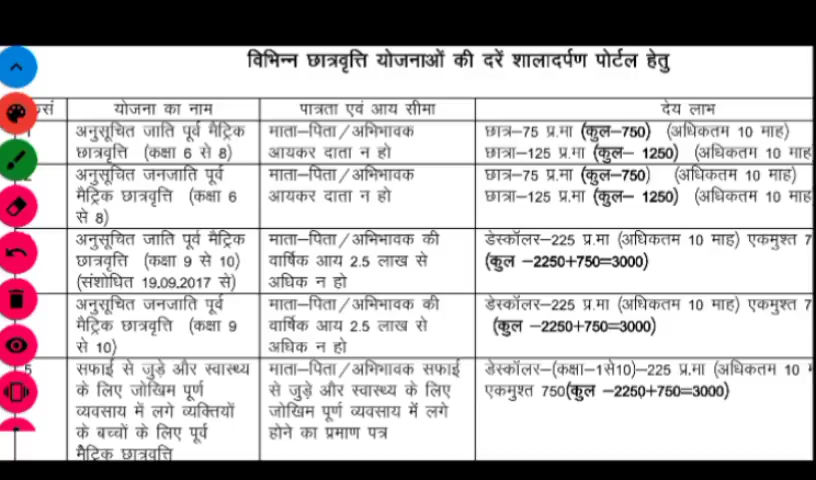 विभिन्न छात्रवृत्ति योजनाओं की दरें शालादर्पण पोर्टल हेतु
सं योजना का नाम पात्रता एवं आय सीमा देय लाभ
अनुसूचित जाति पूर्व मैट्रिक माता–पिता/अभिभावक छात्र–75 प्र.मा (कुल–750) (अधिकतम 10 माह)
छात्रवृत्ति (कक्षा 6 से 8) आयकर दाता न हो छात्रा–125 प्र.मा (कुल– 1250) (अधिकतम 10 माह
अनुसूचित जनजाति पूर्व माता–पिता/अभिभावक छात्र–75 प्र.मा (कुल–750) (अधिकतम 10 माह)
मैट्रिक छात्रवृत्ति (कक्षा 6 आयकर दाता न हो छात्रा–125 प्र.मा (कुल– 1250) (अधिकतम 10 माह
से 8)
अनुसूचित जाति पूर्व मैट्रिक माता–पिता/अभिभावक की डेस्कॉलर–225 प्र.मा (अधिकतम 10 माह) एकमुश्त 7
छात्रवृत्ति (कक्षा 9 से 10) वार्षिक आय 2.5 लाख से (कुल –2250+750=3000)
(संशोधित 19.09.2017 से) अधिक न हो
अनुसूचित जनजाति पूर्व माता–पिता/अभिभावक की डेरकॉलर–225 प्र.मा (अधिकतम 10 माह) एकमुश्त 7
मैट्रिक छात्रवृत्ति (कक्षा 9 वार्षिक आय 2.5 लाख से (कुल –2250+750=3000)
से 10) अधिक न हो
5 सफाई से जुड़े और स्वास्थ्य माता–पिता/अभिभावक सफाई डेस्कॉलर–(कक्षा–1से10)–225 प्र.मा (अधिकतम 10
के लिए जोखिम पूर्ण से जुड़े और स्वास्थ्य के लिए एकमुश्त 750(कुल –2250+750=3000)
व्यवसाय में लगे व्यक्तियों जोखिम पूर्ण व्यवसाय में लगे
के बच्चों के लिए पूर्व होने का प्रमाण पत्र
मैट्रिक छात्रवृत्ति